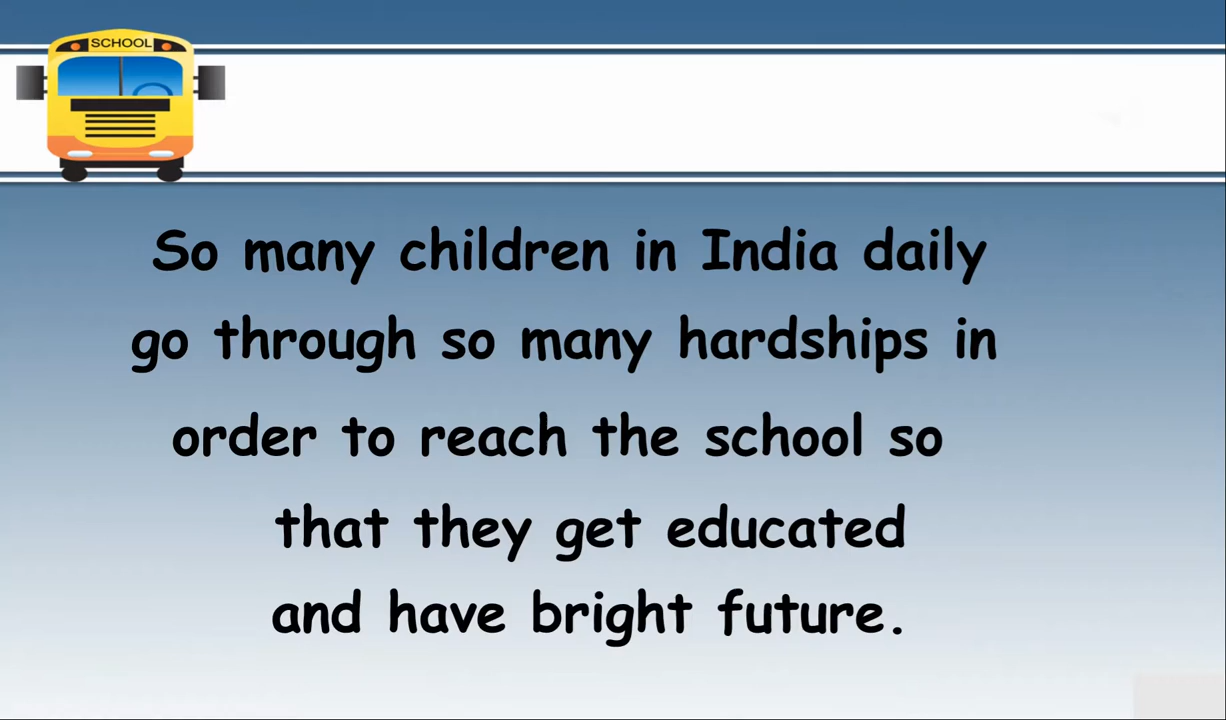 SCHOOL
So many children in India daily
go through so many hardships in
order to reach the school so
that they get educated
and have bright future.